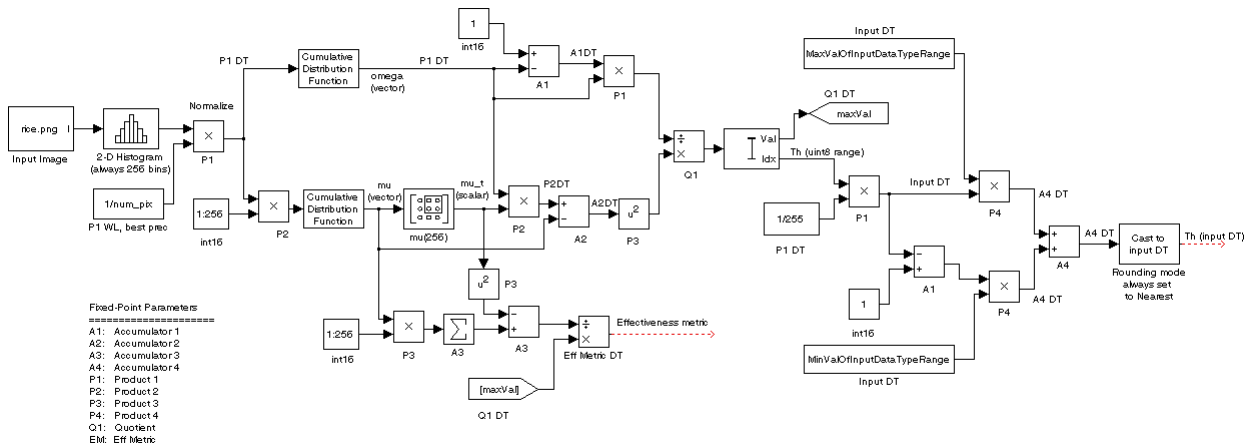 1
int16
Input DT
MaxValOfInputDataTypeRange
P1 DT
Cumulative
Distribution
Function
omega
(vector)
P1 DT
+
−
A1
A1DT
×
P1
Q1 DT
maxVal
rice.png I
Input Image
2-D Histogram
(always 256 bins)
Normalize
×
P1
1/num_pix
P1 WL, best prec
÷
×
Q1
Val
Idx
Th (uint8 range)
1:256
int16
×
P2
Cumulative
Distribution
Function
mu
(vector)
mu(256)
mu_t
(scalar)
×
P2
P2DT
+
−
A2
A2DT
u²
P3
1/255
P1 DT
×
P1
Input DT
×
P4
A4 DT
+
+
A4
A4 DT
Cast to
input DT
Th (input DT)
Rounding mode
always set
to Nearest
−
+
A1
1
int16
×
P4
A4 DT
MinValOfInputDataTypeRange
Input DT
u²
P3
1:256
int16
×
P3
Σ
A3
−
+
A3
÷
×
Eff Metric DT
Effectiveness metric
[maxVal]
Q1 DT
Fixed-Point Parameters
=====================
A1: Accumulator 1
A2: Accumulator 2
A3: Accumulator 3
A4: Accumulator 4
P1: Product 1
P2: Product 2
P3: Product 3
P4: Product 4
Q1: Quotient
EM: Eff Metric